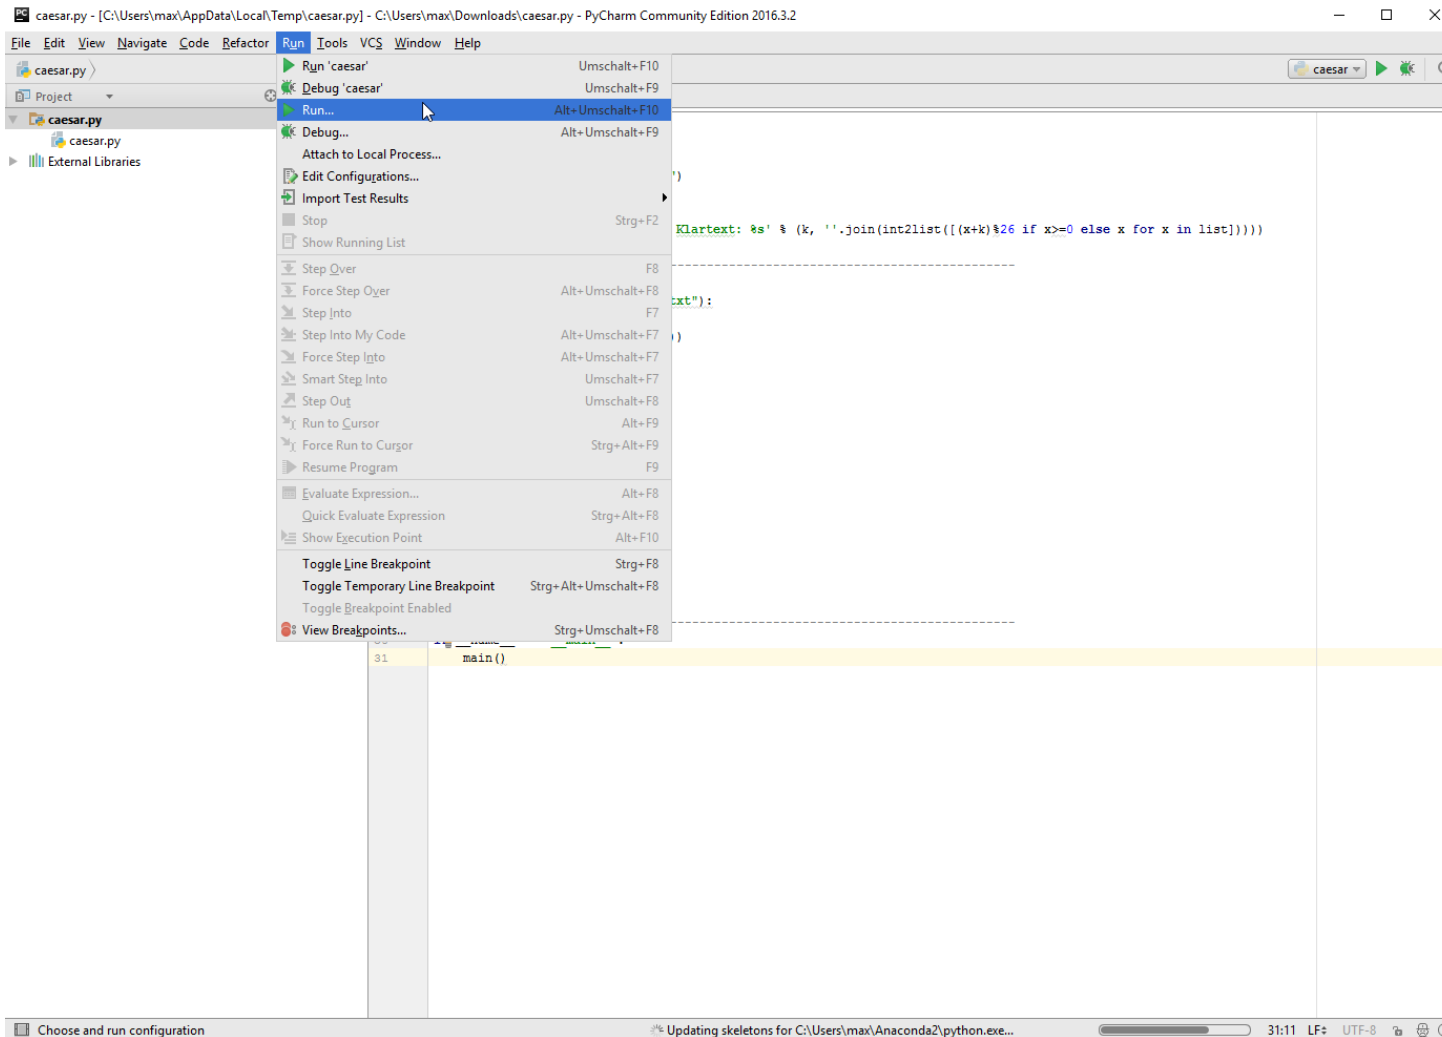 caesar.py - [C:\Users\max\AppData\Local\Temp\caesar.py] - C:\Users\max\Downloads\caesar.py - PyCharm Community Edition 2016.3.2
File Edit View Navigate Code Refactor Run Tools VCS Window Help
caesar.py
caesar
Project
caesar.py
caesar.py
External Libraries
Run 'caesar' Umschalt+F10
Debug 'caesar' Umschalt+F9
Run... Alt+Umschalt+F10
Debug... Alt+Umschalt+F9
Attach to Local Process...
Edit Configurations...
Import Test Results
Stop Strg+F2
Show Running List
Step Over F8
Force Step Over Alt+Umschalt+F8
Step Into F7
Step Into My Code Alt+Umschalt+F7
Force Step Into Alt+Umschalt+F7
Smart Step Into Umschalt+F7
Step Out Umschalt+F8
Run to Cursor Alt+F9
Force Run to Cursor Strg+Alt+F9
Resume Program F9
Evaluate Expression... Alt+F8
Quick Evaluate Expression Strg+Alt+F8
Show Execution Point Alt+F10
Toggle Line Breakpoint Strg+F8
Toggle Temporary Line Breakpoint Strg+Alt+Umschalt+F8
Toggle Breakpoint Enabled
View Breakpoints... Strg+Umschalt+F8
')
Klartext: %s' % (k, ''.join(int2list([(x+k)%26 if x>=0 else x for x in list]))))
txt"):
))
31 main()
Choose and run configuration
Updating skeletons for C:\Users\max\Anaconda2\python.exe...
31:11 LF UTF-8